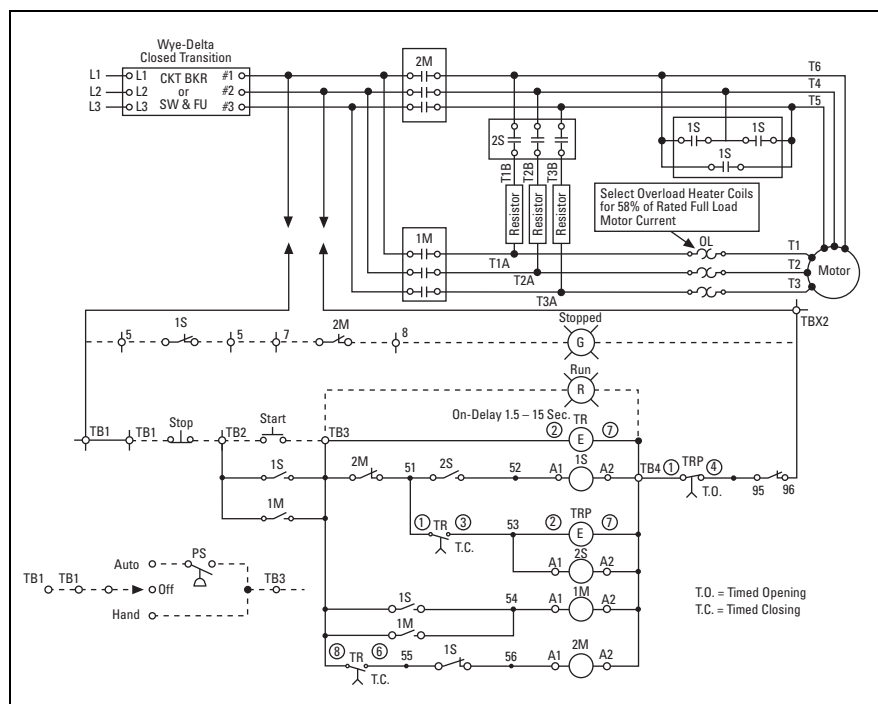 Wye-Delta
Closed Transition
L1 L1 CKT BKR #1
L2 L2 or #2
L3 L3 SW & FU #3
2M
T6
T4
T5
1S 1S
1S
2S
T1B T2B T3B
Resistor Resistor Resistor
Select Overload Heater Coils
for 58% of Rated Full Load
Motor Current
1M
OL
T1A
T2A
T3A
T1
T2
T3
Motor
TBX2
Stopped
5 1S 5 7 2M 8 G
Run
R
On-Delay 1.5 – 15 Sec.
TB1 TB1 Stop TB2 Start TB3
2 TR E 7
1S 2M 51 2S 52 A1 1S A2 TB4 1 TRP 4
T.O. 95 96
1M
1 TR 3 53 2 TRP E 7
T.C.
2S
A1 A2
Auto PS
TB1 TB1 Off TB3
Hand
T.O. = Timed Opening
T.C. = Timed Closing
1S 54 A1 1M A2
1M
8 TR 6 55 1S 56 A1 2M A2
T.C.